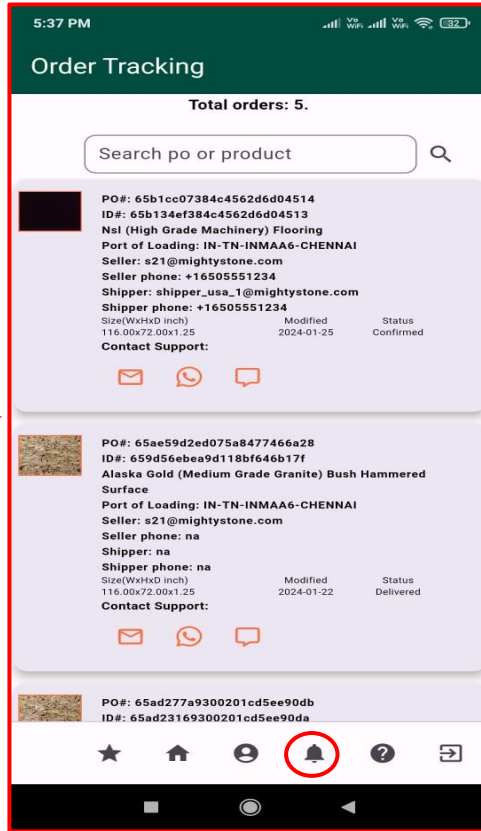 5:37 PM
Vo WiFi Vo WiFi 32
Order Tracking
Total orders: 5.
Search po or product
PO#: 65b1cc07384c4562d6d04514
ID#: 65b134ef384c4562d6d04513
Nsl (High Grade Machinery) Flooring
Port of Loading: IN-TN-INMAA6-CHENNAI
Seller: s21@mightystone.com
Seller phone: +16505551234
Shipper: shipper_usa_1@mightystone.com
Shipper phone: +16505551234
Size(WxHxD inch) Modified Status
116.00x72.00x1.25 2024-01-25 Confirmed
Contact Support:
PO#: 65ae59d2ed075a8477466a28
ID#: 659d56ebea9d118bf646b17f
Alaska Gold (Medium Grade Granite) Bush Hammered
Surface
Port of Loading: IN-TN-INMAA6-CHENNAI
Seller: s21@mightystone.com
Seller phone: na
Shipper: na
Shipper phone: na
Size(WxHxD inch) Modified Status
116.00x72.00x1.25 2024-01-22 Delivered
Contact Support:
PO#: 65ad277a9300201cd5ee90db
ID#: 65ad23169300201cd5ee90da